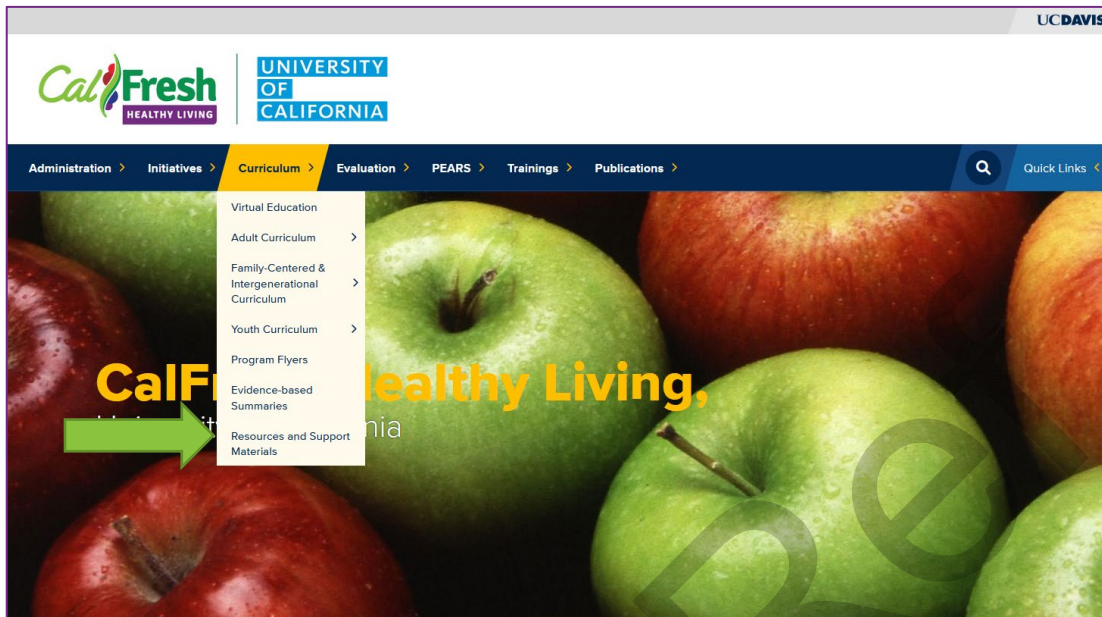 UCDAVIS
CalFresh
HEALTHY LIVING
UNIVERSITY
OF
CALIFORNIA
Administration > Initiatives > Curriculum > Evaluation > PEARS > Trainings > Publications > Quick Links <
Virtual Education
Adult Curriculum >
Family-Centered &
Intergenerational >
Curriculum
Youth Curriculum >
Program Flyers
Evidence-based
Summaries
Resources and Support
Materials
CalF ealthy Living,
nia